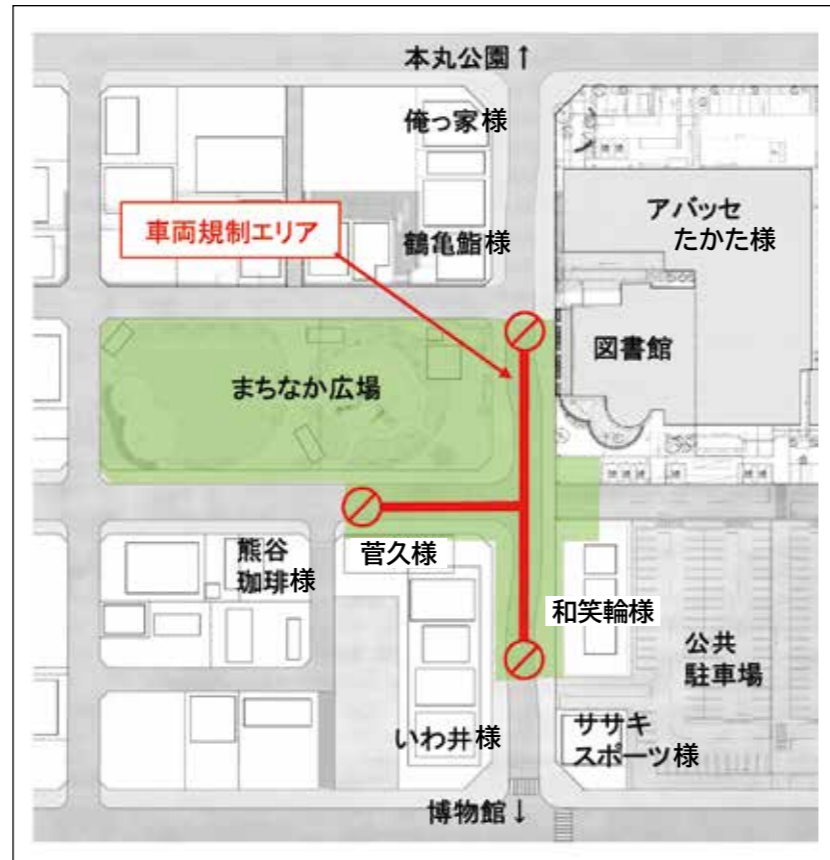 本丸公園↑
俺っ家様
アバッセ
たかた様
車両規制エリア
鶴亀鮨様
図書館
まちなか広場
熊谷
珈琲様
菅久様
和笑輪様
公共
駐車場
いわ井様
ササキ
スポーツ様
博物館↓